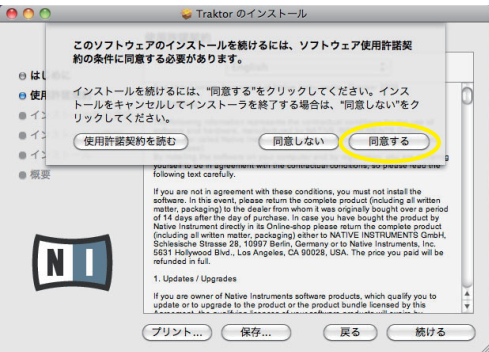 Traktor のインストール
このソフトウェアのインストールを続けるには、ソフトウェア使用許諾契
約の条件に同意する必要があります。
インストールを続けるには、“同意する”をクリックしてください。インス
トールをキャンセルしてインストーラを終了する場合は、“同意しない”をク
リックしてください。
使用許諾契約を読む
同意しない
同意する
概要
following text carefully.
If you are not in agreement with these conditions, you must not install the
software. In this event, please return the complete product (including all written
matter, packaging) to the dealer from whom it was originally bought over a period
of 14 days after the day of purchase. In case you have bought the product by
Native Instrument directly in its Online-shop please return the complete product
(including all written matter, packaging) either to NATIVE INSTRUMENTS GmbH,
Schlesische Strasse 28, 10997 Berlin, Germany or to Native Instruments, Inc.
5631 Hollywood Blvd., Los Angeles, CA 90028, USA. The price you paid will be
refunded in full.
1. Updates / Upgrades
If you are owner of Native Instruments software products, which qualify you to
update or to upgrade to the product or the product bundle licensed by this
NI
プリント...
保存...
戻る
続ける